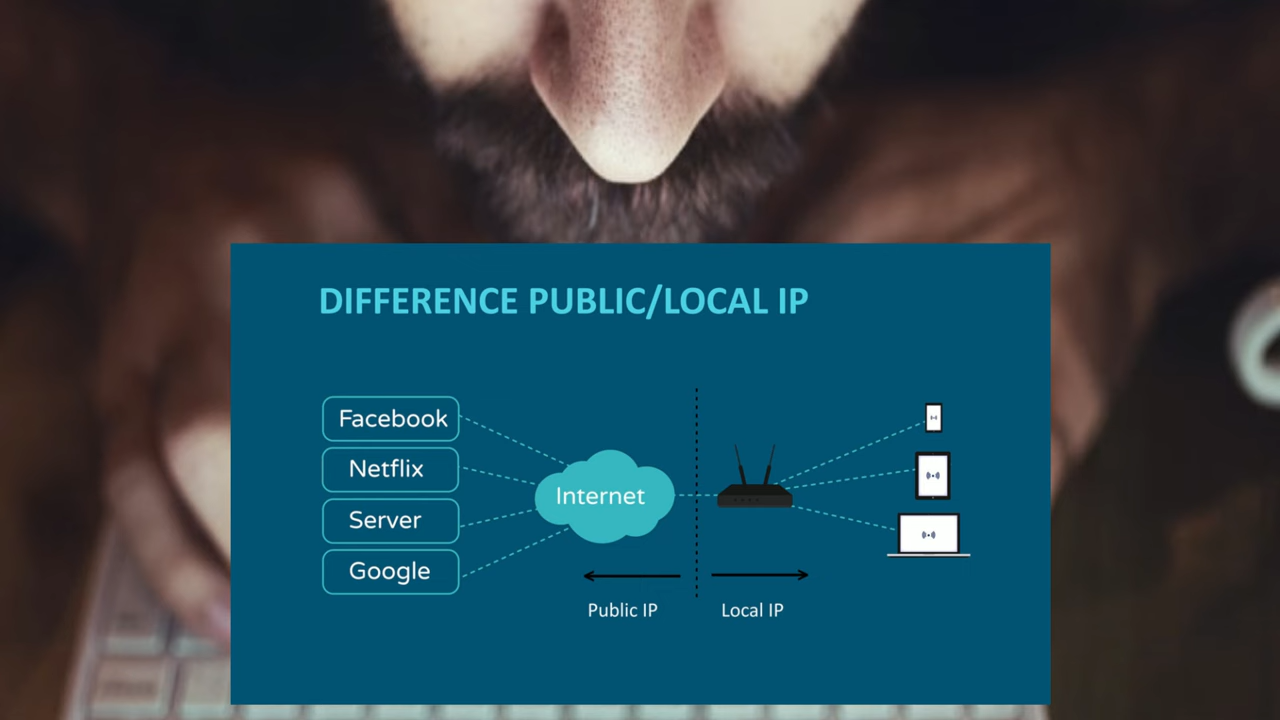 DIFFERENCE PUBLIC/LOCAL IP
Facebook
Netflix
Server
Google
Internet
Public IP
Local IP